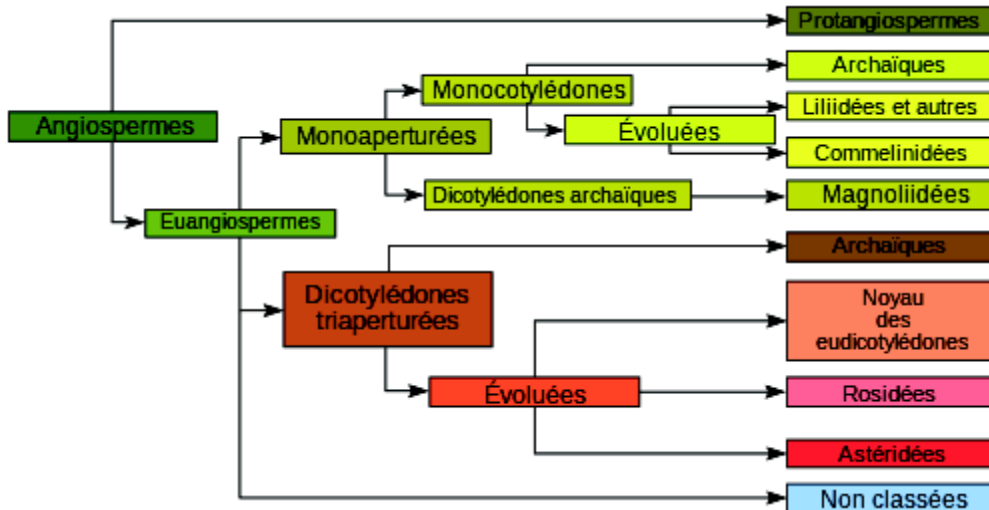 Protangiospermes
Archaïques
Monocotylédones
Liliidées et autres
Angiospermes
Évoluées
Monoaperturées
Commelinidées
Dicotylédones archaïques
Magnoliidées
Euangiospermes
Archaïques
Dicotylédones
triaperturées
Noyau
des
eudicotylédones
Évoluées
Rosidées
Astéridées
Non classées